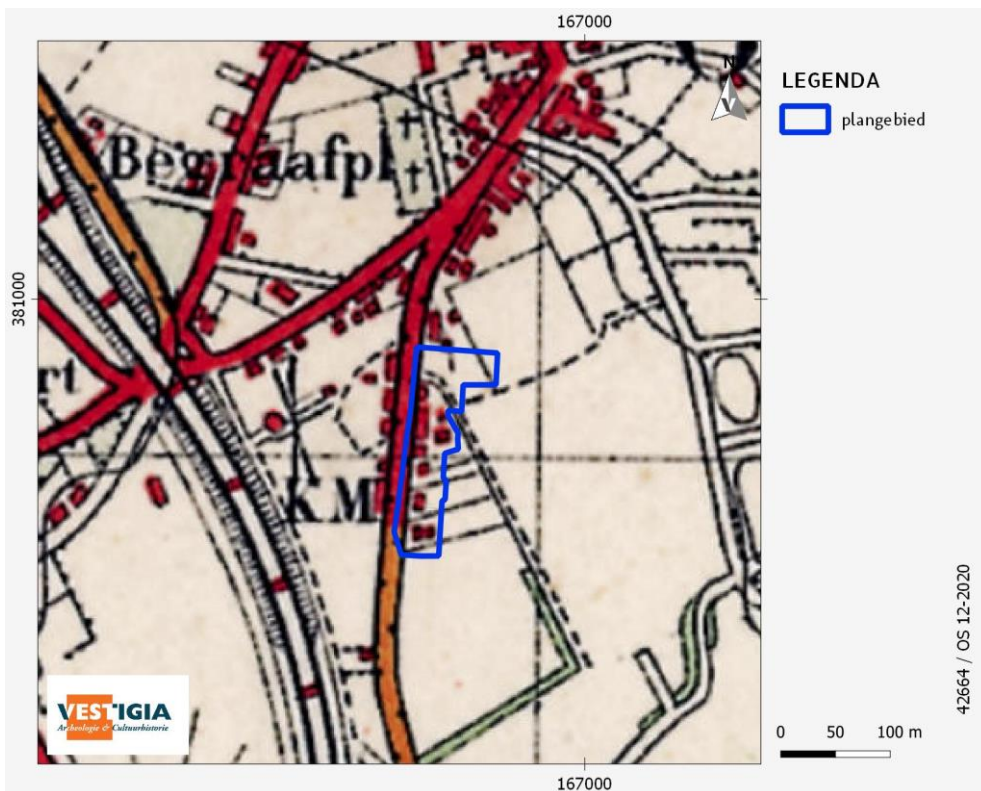 167000
N
LEGENDA
plangebied
Begraafpl
381000
rt
K.M
VESTIGIA
Archeologie & Cultuurhistorie
42664 / OS 12-2020
0 50 100 m
167000